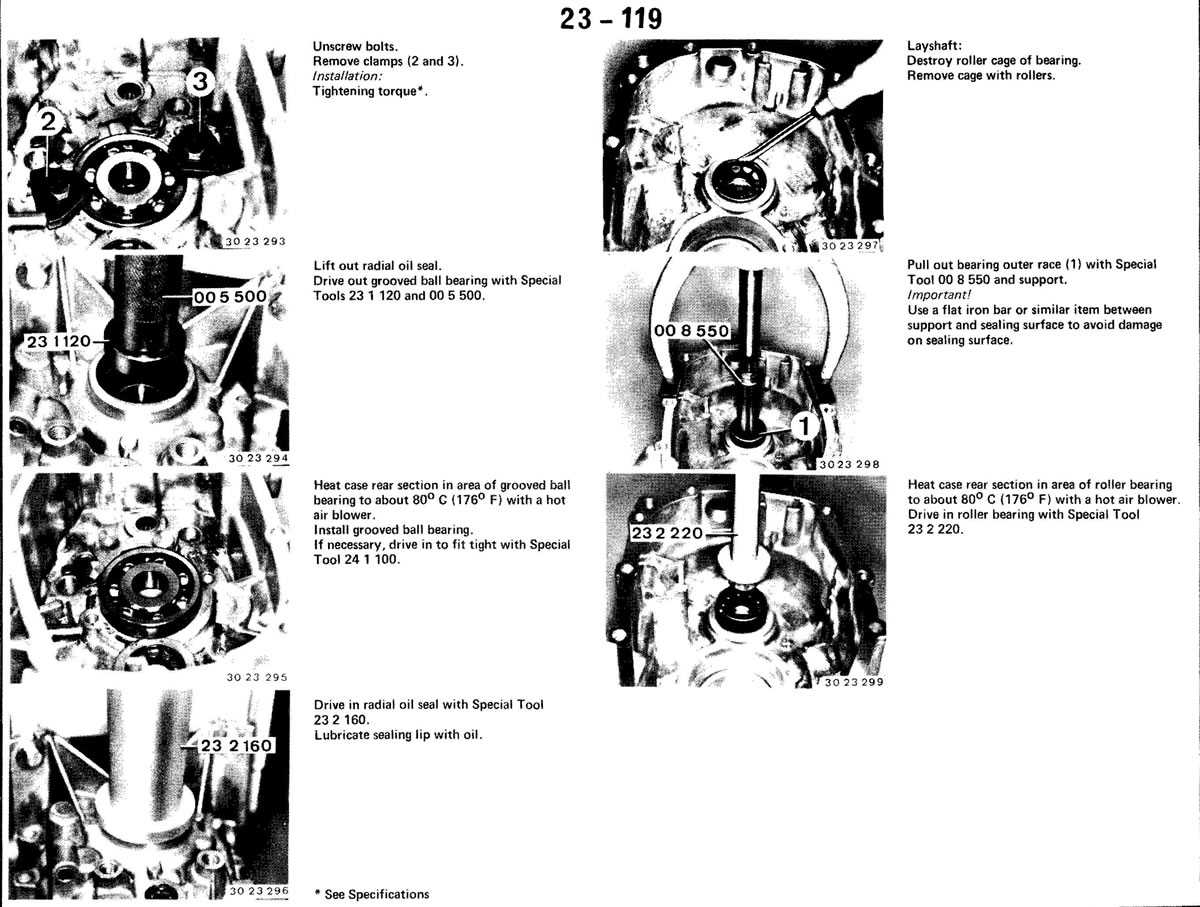 23 - 119
2
3
30 23 293
Unscrew bolts.
Remove clamps (2 and 3).
Installation:
Tightening torque*.
00 5 500
23 1 120
30 23 294
Lift out radial oil seal.
Drive out grooved ball bearing with Special
Tools 23 1 120 and 00 5 500.
30 23 295
Heat case rear section in area of grooved ball
bearing to about 80⁰ C (176⁰ F) with a hot
air blower.
Install grooved ball bearing.
If necessary, drive in to fit tight with Special
Tool 24 1 100.
23 2 160
30 23 296
Drive in radial oil seal with Special Tool
23 2 160.
Lubricate sealing lip with oil.
* See Specifications
30 23 297
Layshaft:
Destroy roller cage of bearing.
Remove cage with rollers.
00 8 550
1
30 23 298
Pull out bearing outer race (1) with Special
Tool 00 8 550 and support.
Important!
Use a flat iron bar or similar item between
support and sealing surface to avoid damage
on sealing surface.
23 2 220
30 23 299
Heat case rear section in area of roller bearing
to about 80⁰ C (176⁰ F) with a hot air blower.
Drive in roller bearing with Special Tool
23 2 220.